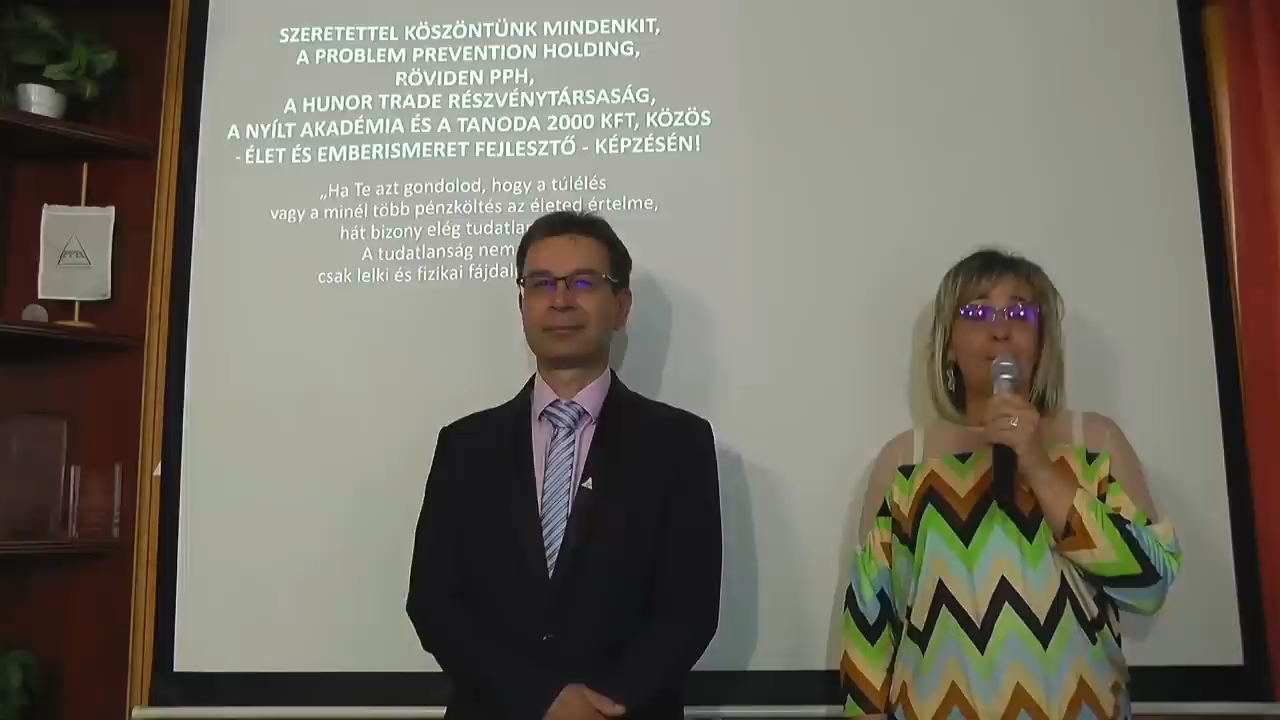 SZERETETTEL KÖSZÖNTÜNK MINDENKIT,
A PROBLEM PREVENTION HOLDING,
RÖVIDEN PPH,
A HUNOR TRADE RÉSZVÉNYTÁRSASÁG,
A NYÍLT AKADÉMIA ÉS A TANODA 2000 KFT, KÖZÖS
- ÉLET ÉS EMBERISMERET FEJLESZTŐ - KÉPZÉSÉN!
„Ha Te azt gondolod, hogy a túlélés
vagy a minél több pénzköltés az életed értelme,
hát bizony elég
A tudatlanság nem
csak lelki és fizikai